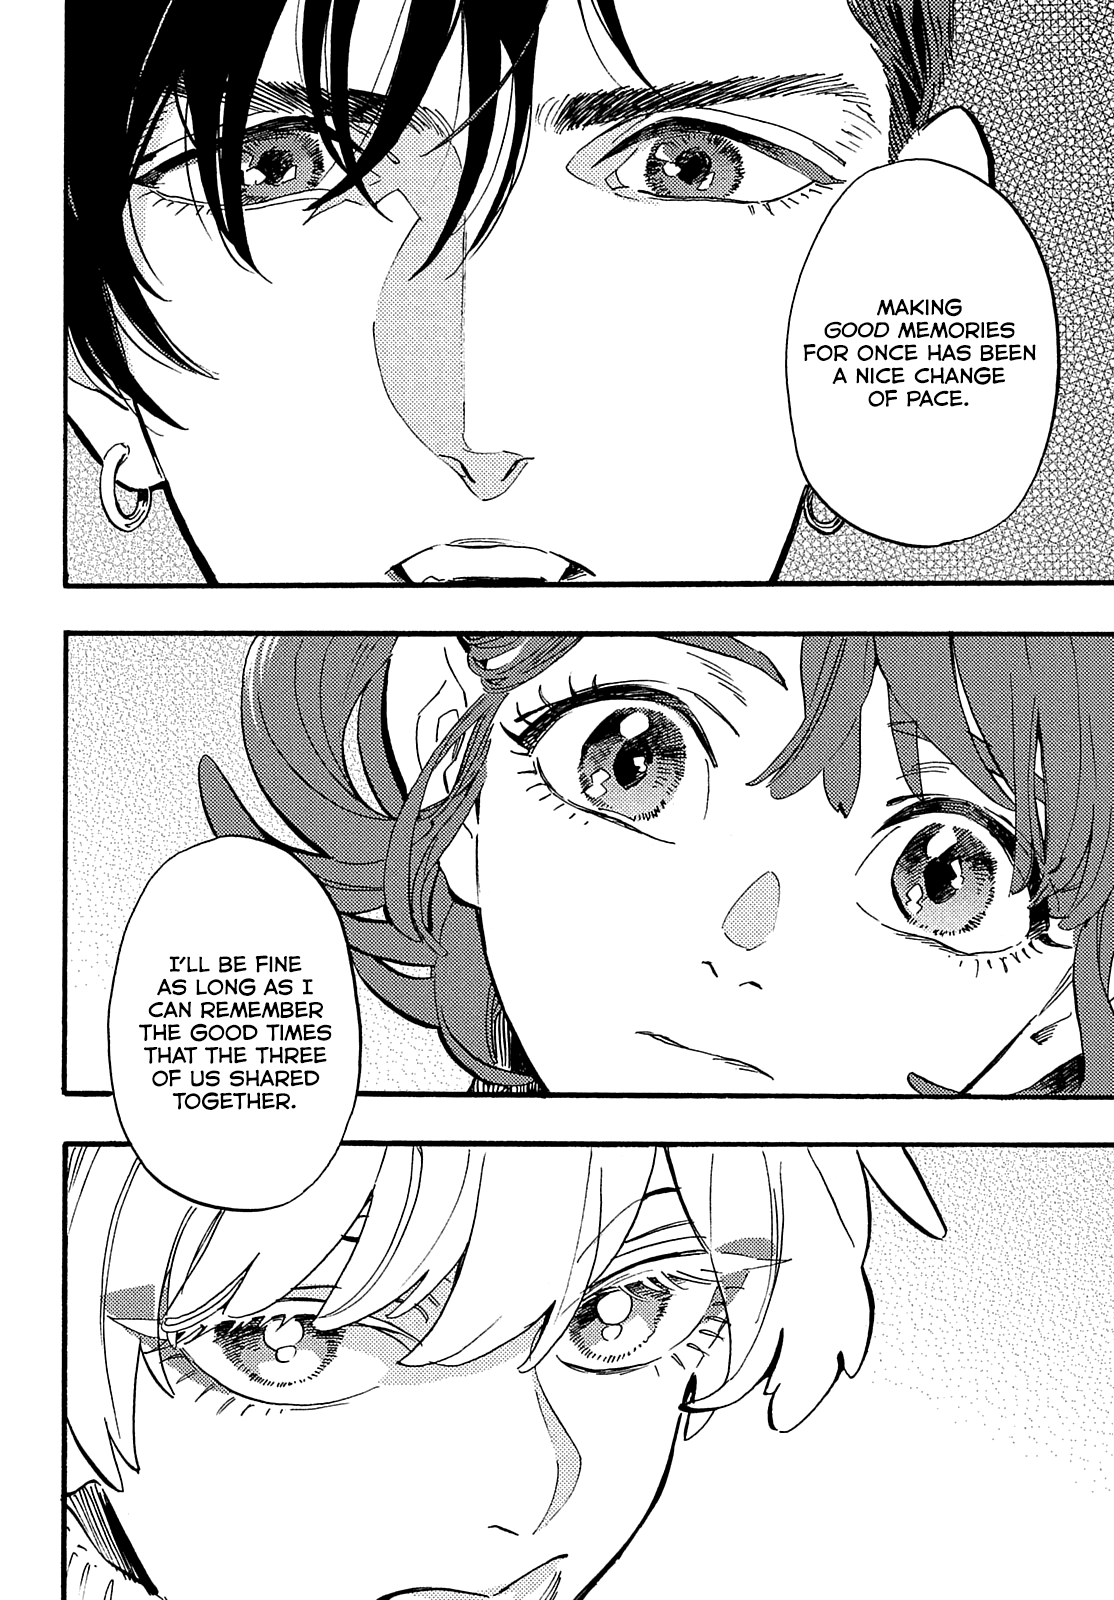 MAKING
GOOD MEMORIES
FOR ONCE HAS BEEN
A NICE CHANGE
OF PACE.
I'LL BE FINE
AS LONG AS I
CAN REMEMBER
THE GOOD TIMES
THAT THE THREE
OF US SHARED
TOGETHER.